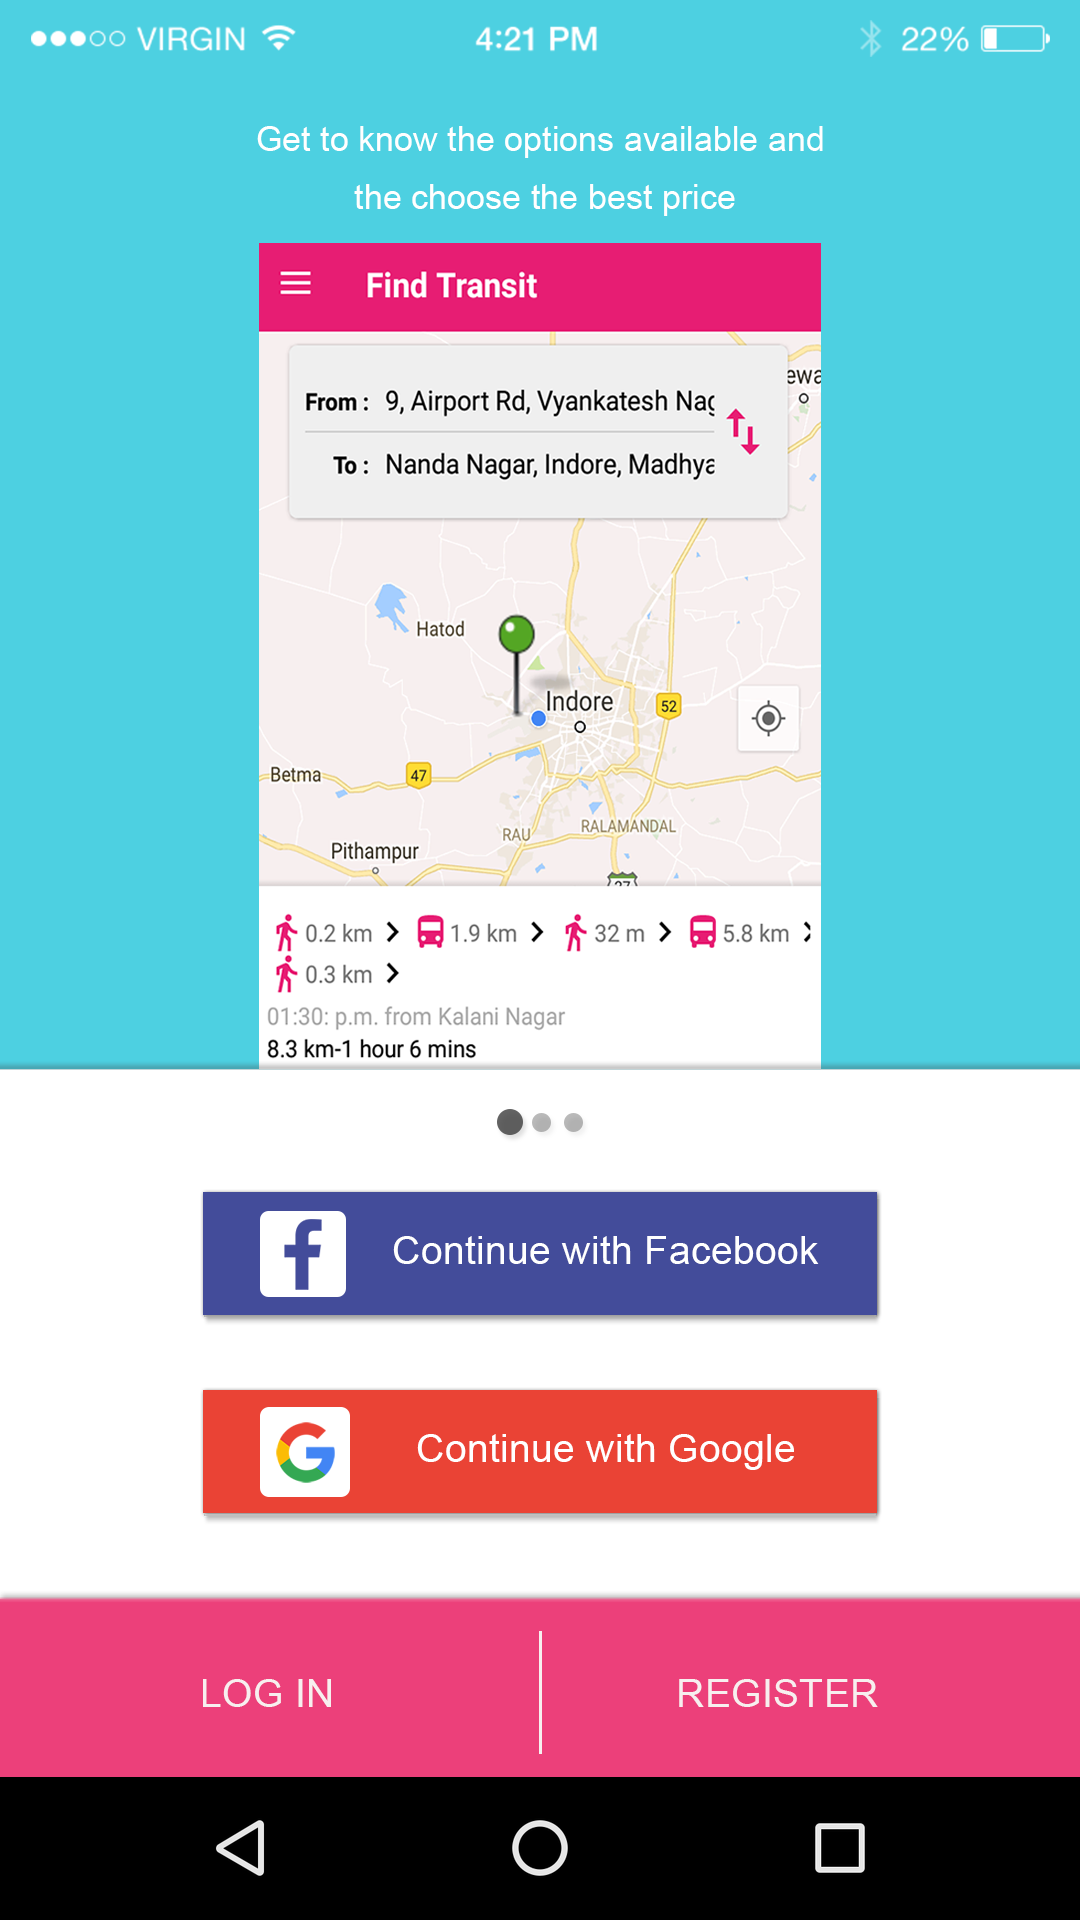 VIRGIN 4:21 PM 22%
Get to know the options available and
the choose the best price
Find Transit
From : 9, Airport Rd, Vyankatesh Nag
To : Nanda Nagar, Indore, Madhya
ewa
Hatod
Indore
52
Betma
47
RAU
RALAMANDAL
Pithampur
27
0.2 km 1.9 km 32 m 5.8 km
0.3 km
01:30: p.m. from Kalani Nagar
8.3 km-1 hour 6 mins
f Continue with Facebook
G Continue with Google
LOG IN REGISTER